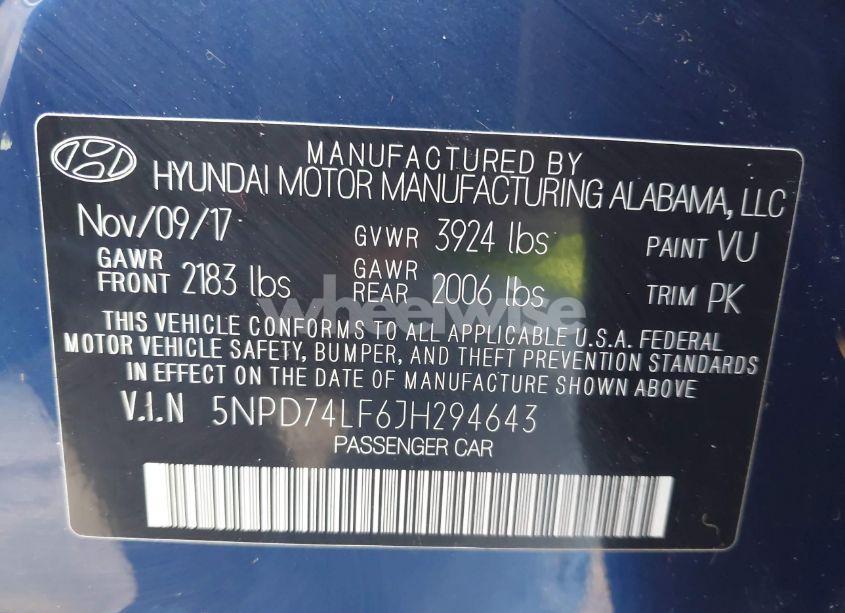 MANUFACTURED BY
HYUNDAI MOTOR MANUFACTURING ALABAMA, LLC
Nov/09/17 GVWR 3924 lbs PAINT VU
GAWR FRONT 2183 lbs GAWR REAR 2006 lbs TRIM PK
THIS VEHICLE CONFORMS TO ALL APPLICABLE U.S.A. FEDERAL
MOTOR VEHICLE SAFETY, BUMPER, AND THEFT PREVENTION STANDARDS
IN EFFECT ON THE DATE OF MANUFACTURE SHOWN ABOVE
V.I.N 5NPD74LF6JH294643
PASSENGER CAR
wheelwise